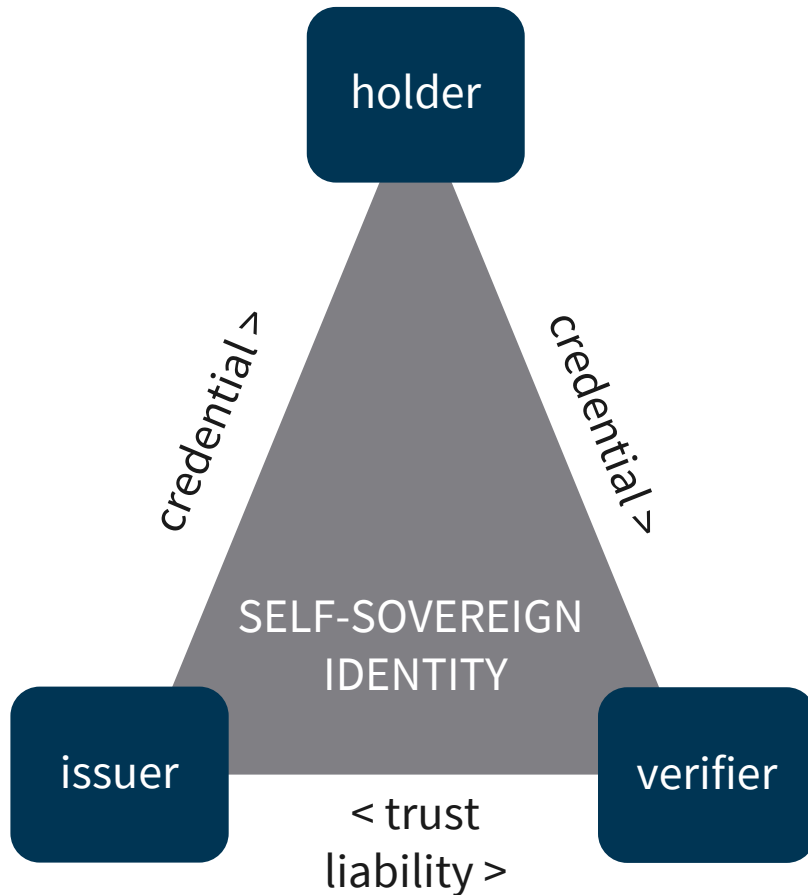 holder
credential >
credential >
SELF-SOVEREIGN
IDENTITY
issuer
verifier
< trust
liability >